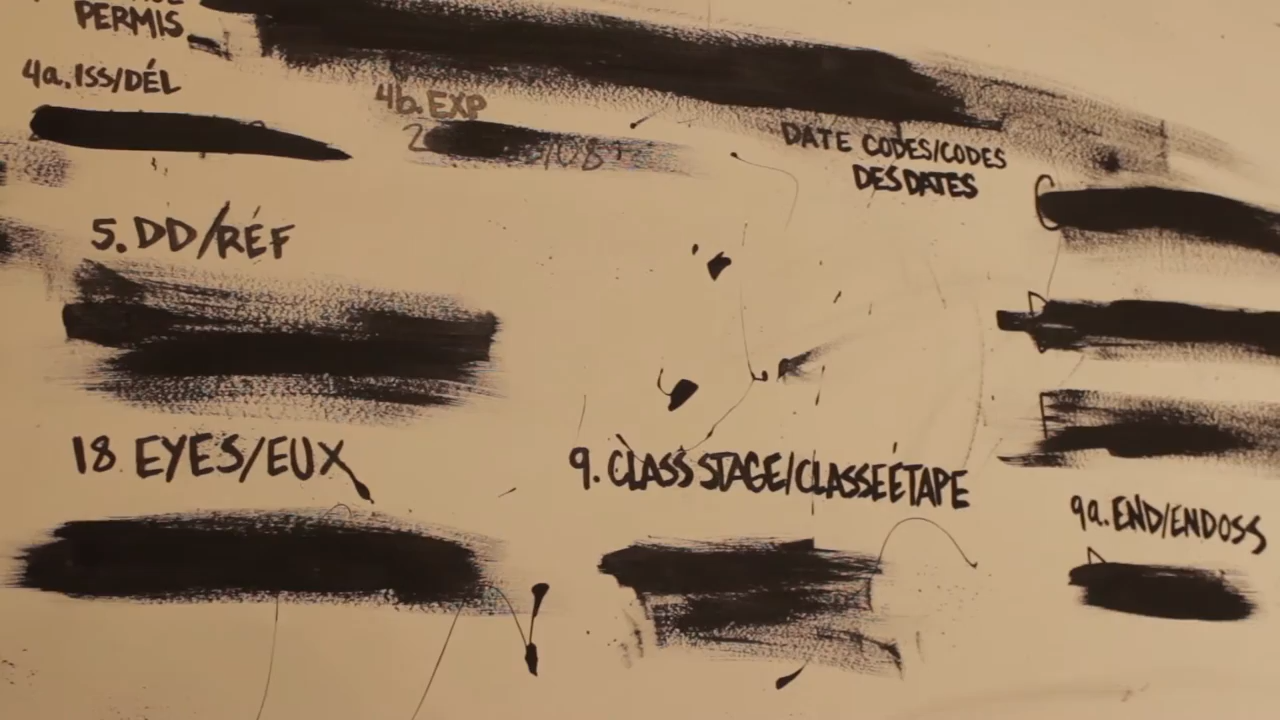 PERMIS
4a. ISS/DÉL
4b. EXP
DATE CODES/CODES
DES DATES
5. DD/RÉF
18 EYES/EUX
9. CLASS STAGE/CLASSE ÉTAPE
9a. END/ENDOSS